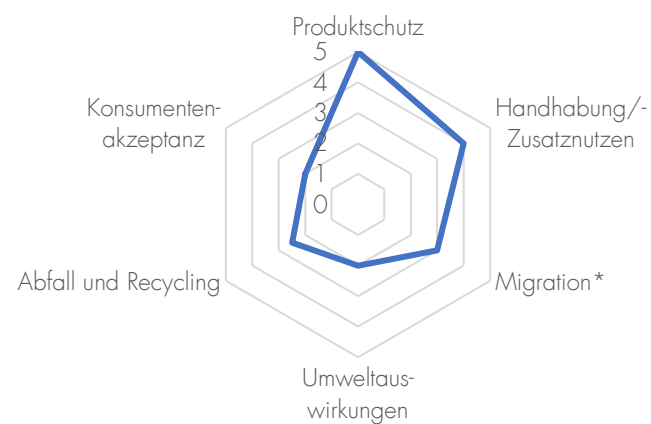 Produktschutz
5
4
3
2
1
0
Handhabung/-
Zusatznutzen
Migration*
Umweltaus-
wirkungen
Abfall und Recycling
Konsumenten-
akzeptanz